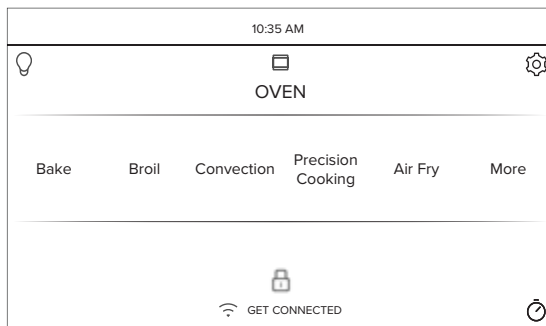 10:35 AM
OVEN
Bake Broil Convection Precision Cooking Air Fry More
GET CONNECTED